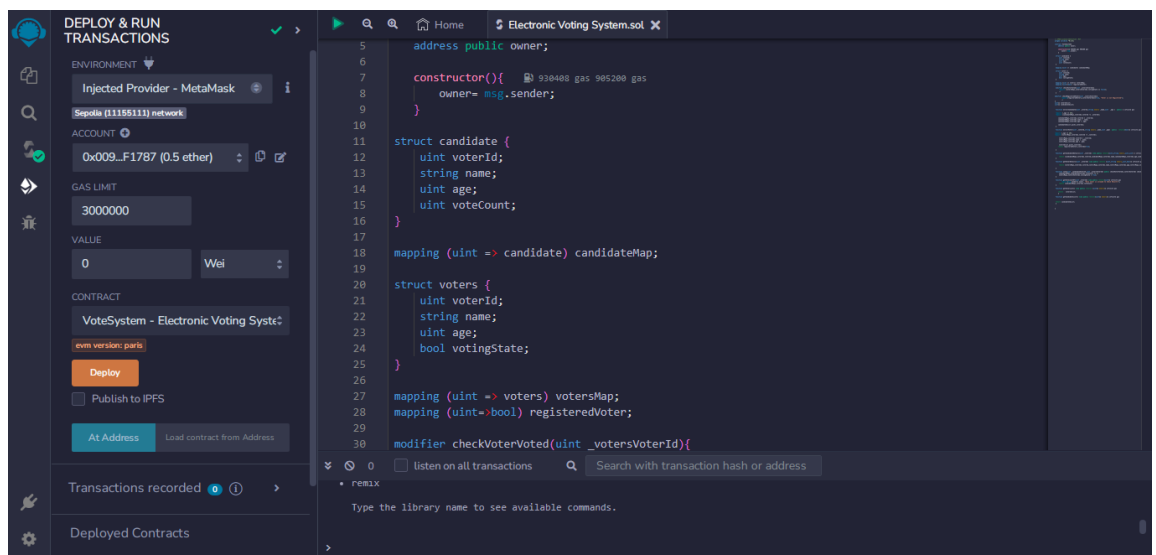 DEPLOY & RUN
TRANSACTIONS
ENVIRONMENT
Injected Provider - MetaMask
Sepolia (11155111) network
ACCOUNT
0x009...F1787 (0.5 ether)
GAS LIMIT
3000000
VALUE
0 Wei
CONTRACT
VoteSystem - Electronic Voting Syste
evm version: paris
Deploy
Publish to IPFS
At Address Load contract from Address
Transactions recorded 0
Deployed Contracts
Home Electronic Voting System.sol
5 address public owner;
6
7 constructor(){ 930408 gas 905200 gas
8 owner= msg.sender;
9 }
10
11 struct candidate {
12 uint voterId;
13 string name;
14 uint age;
15 uint voteCount;
16 }
17
18 mapping (uint => candidate) candidateMap;
19
20 struct voters {
21 uint voterId;
22 string name;
23 uint age;
24 bool votingState;
25 }
26
27 mapping (uint => voters) votersMap;
28 mapping (uint=>bool) registeredVoter;
29
30 modifier checkVoterVoted(uint _votersVoterId){
0 listen on all transactions Search with transaction hash or address
• remix
Type the library name to see available commands.
>